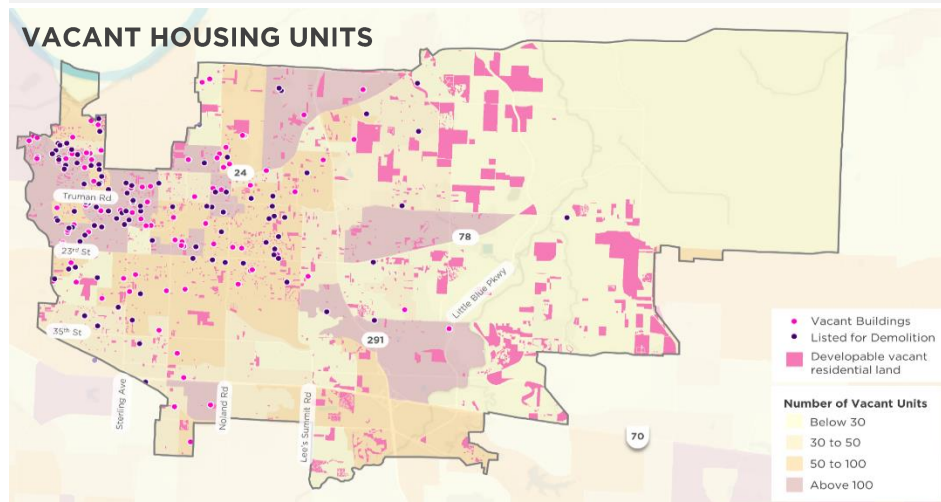 VACANT HOUSING UNITS
24
Truman Rd
78
23rd St
Little Blue Pkwy
35th St
291
Sterling Ave
Noland Rd
Lee's Summit Rd
70
Vacant Buildings
Listed for Demolition
Developable vacant
residential land
Number of Vacant Units
Below 30
30 to 50
50 to 100
Above 100